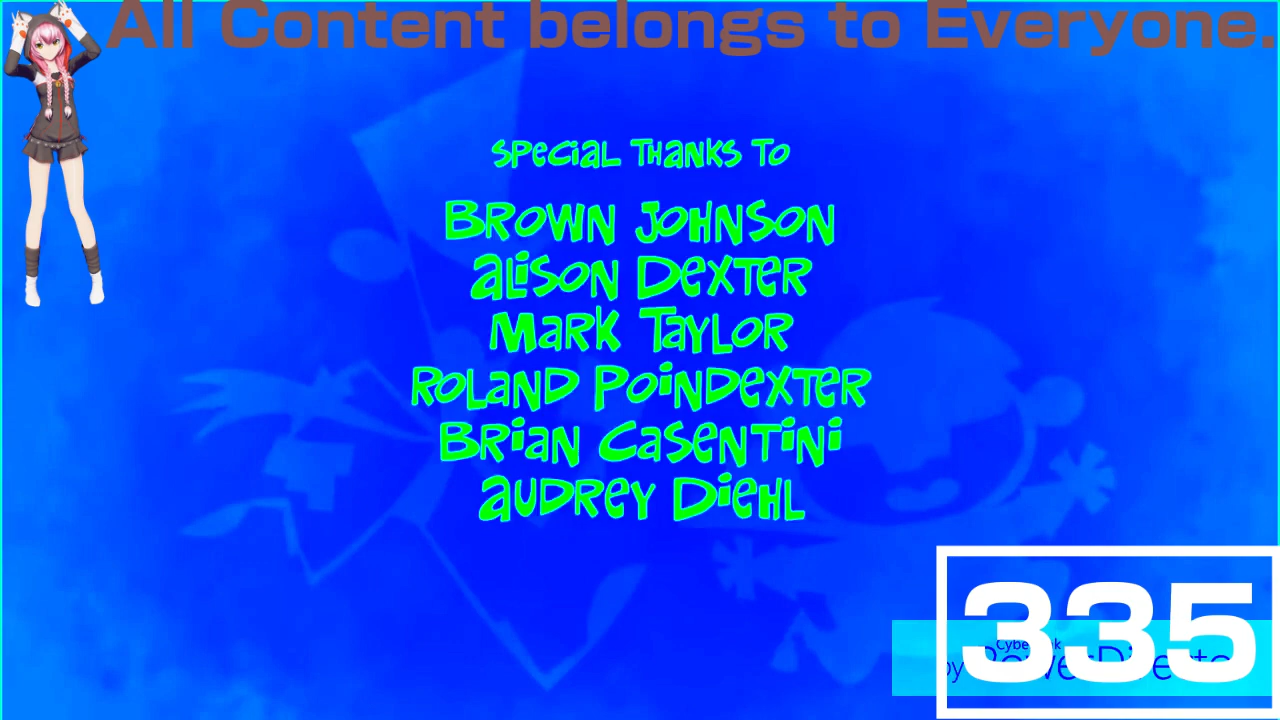 All Content belongs to Everyone.
SPECIAL THANKS TO
BROWN JOHNSON
ALISON DEXTER
MARK TAYLOR
ROLAND POINDEXTER
BRIAN CASENTINI
AUDREY DIEHL
335
by